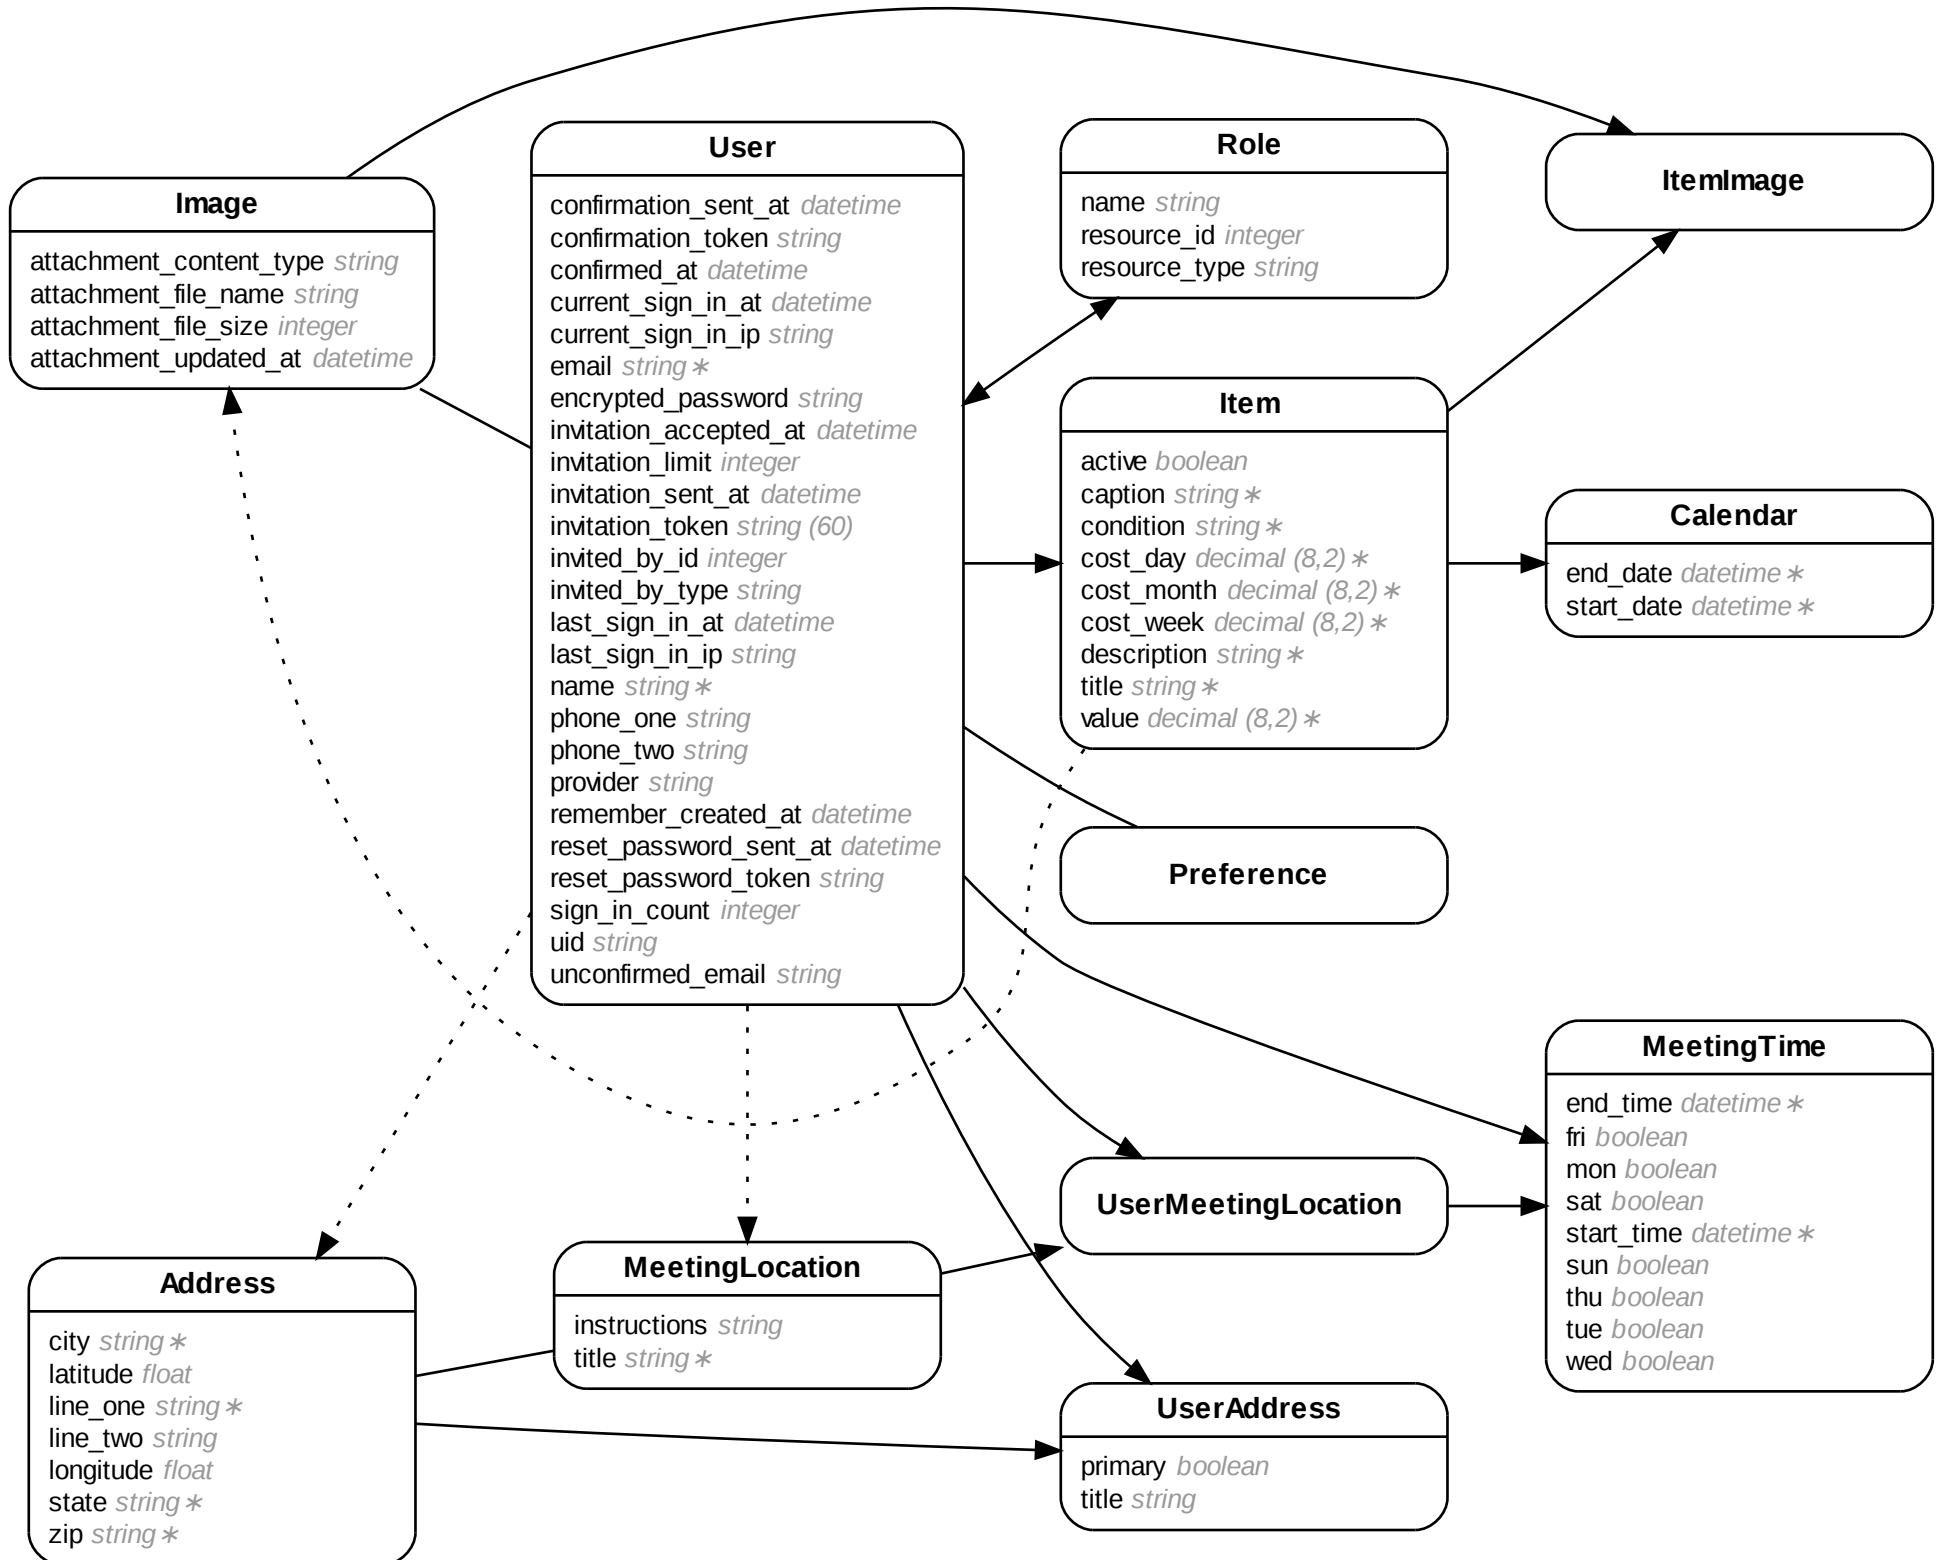 Image
attachment_content_type string
attachment_file_name string
attachment_file_size integer
attachment_updated_at datetime
User
confirmation_sent_at datetime
confirmation_token string
confirmed_at datetime
current_sign_in_at datetime
current_sign_in_ip string
email string∗
encrypted_password string
invitation_accepted_at datetime
invitation_limit integer
invitation_sent_at datetime
invitation_token string (60)
invited_by_id integer
invited_by_type string
last_sign_in_at datetime
last_sign_in_ip string
name string∗
phone_one string
phone_two string
provider string
remember_created_at datetime
reset_password_sent_at datetime
reset_password_token string
sign_in_count integer
uid string
unconfirmed_email string
Role
name string
resource_id integer
resource_type string
ItemImage
Item
active boolean
caption string∗
condition string∗
cost_day decimal (8,2)∗
cost_month decimal (8,2)∗
cost_week decimal (8,2)∗
description string∗
title string∗
value decimal (8,2)∗
Calendar
end_date datetime∗
start_date datetime∗
Preference
MeetingTime
end_time datetime∗
fri boolean
mon boolean
sat boolean
start_time datetime∗
sun boolean
thu boolean
tue boolean
wed boolean
UserMeetingLocation
Address
city string∗
latitude float
line_one string∗
line_two string
longitude float
state string∗
zip string∗
MeetingLocation
instructions string
title string∗
UserAddress
primary boolean
title string